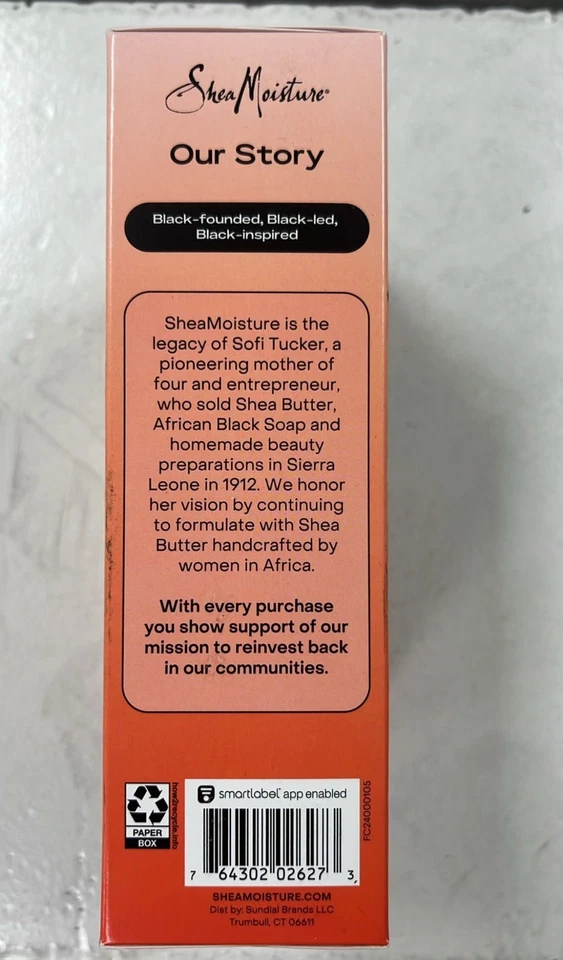 SheaMoisture®
Our Story
Black-founded, Black-led,
Black-inspired
SheaMoisture is the
legacy of Sofi Tucker, a
pioneering mother of
four and entrepreneur,
who sold Shea Butter,
African Black Soap and
homemade beauty
preparations in Sierra
Leone in 1912. We honor
her vision by continuing
to formulate with Shea
Butter handcrafted by
women in Africa.
With every purchase
you show support of our
mission to reinvest back
in our communities.
PAPER
BOX
how2recycle.info
smartlabel™ app enabled
7 64302 02627 3
FC24000105
SHEAMOISTURE.COM
Dist by: Sundial Brands LLC
Trumbull, CT 06611